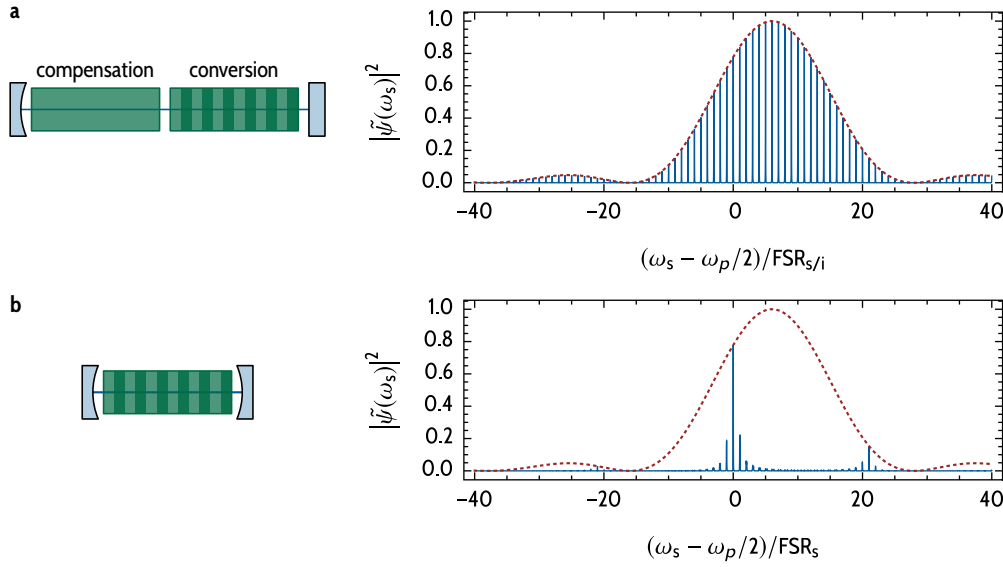 a
compensation
conversion
|ψ̃(ωs)|²
1.0
0.8
0.6
0.4
0.2
0.0
−40
−20
0
20
40
(ωs − ωp/2)/FSRs/i
b
|ψ̃(ωs)|²
1.0
0.8
0.6
0.4
0.2
0.0
−40
−20
0
20
40
(ωs − ωp/2)/FSRs